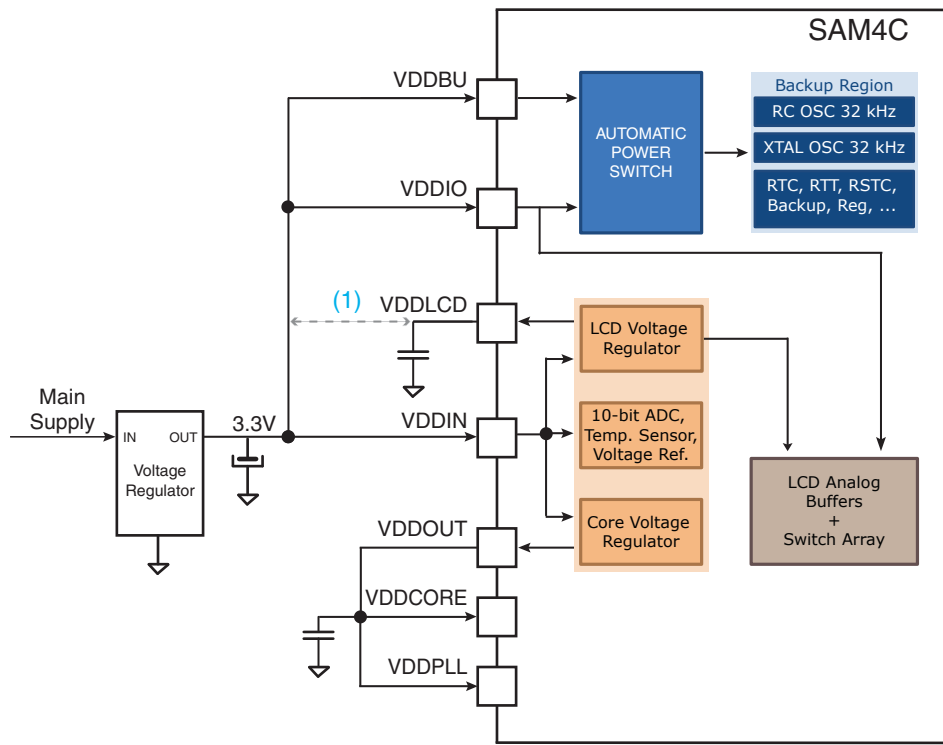 SAM4C
VDDBU
Backup Region
RC OSC 32 kHz
AUTOMATIC
POWER
SWITCH
XTAL OSC 32 kHz
VDDIO
RTC, RTT, RSTC,
Backup, Reg, ...
(1)
VDDLCD
LCD Voltage
Regulator
Main
Supply
3.3V
VDDIN
10-bit ADC,
Temp. Sensor,
Voltage Ref.
IN
OUT
Voltage
Regulator
LCD Analog
Buffers
+
Switch Array
VDDOUT
Core Voltage
Regulator
VDDCORE
VDDPLL